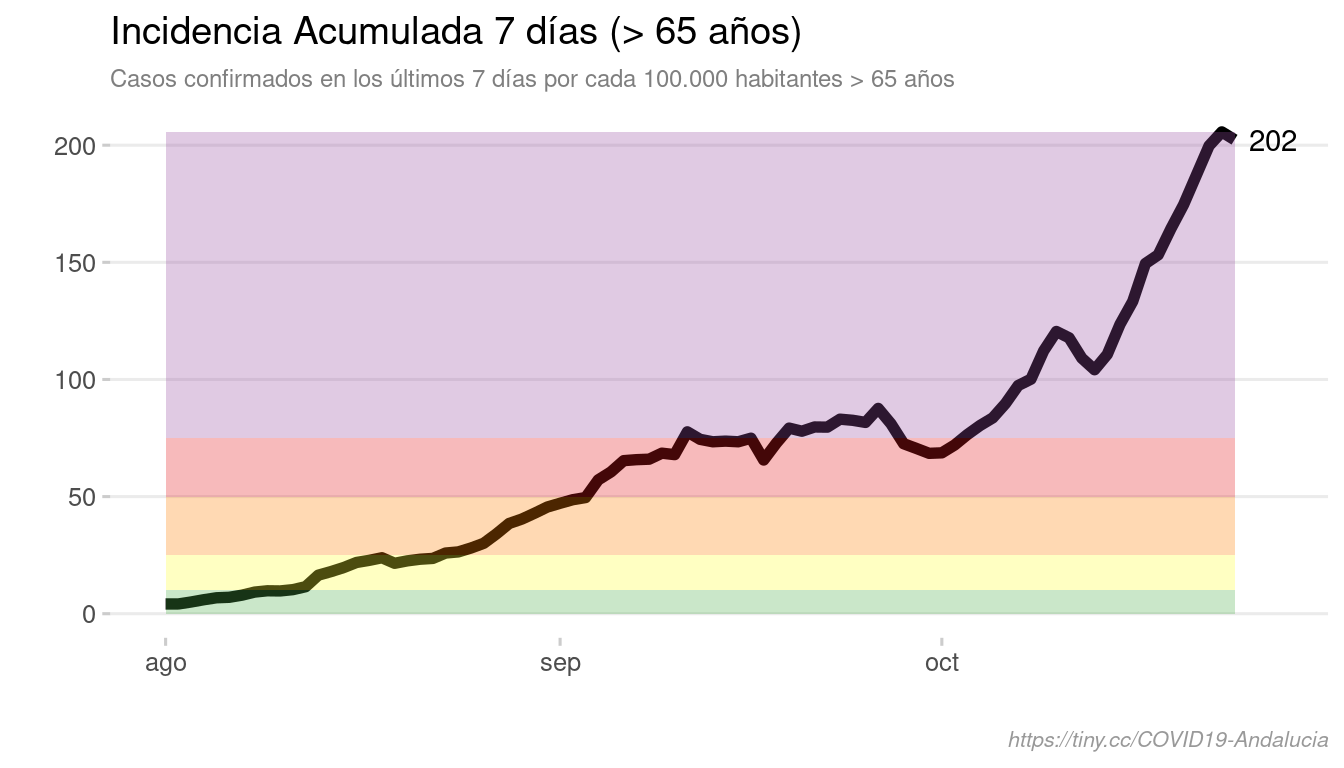 Incidencia Acumulada 7 días (> 65 años)
Casos confirmados en los últimos 7 días por cada 100.000 habitantes > 65 años
200
202
150
100
50
0
ago
sep
oct
https://tiny.cc/COVID19-Andalucia